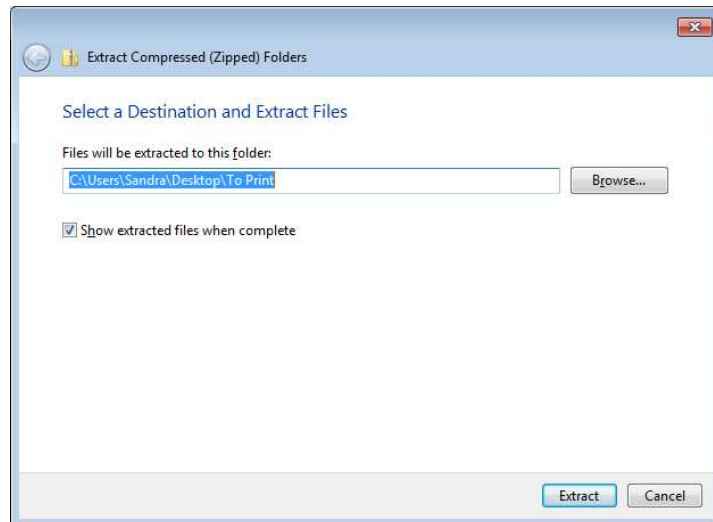 Extract Compressed (Zipped) Folders
Select a Destination and Extract Files
Files will be extracted to this folder:
C:\Users\Sandra\Desktop\To Print
Browse...
Show extracted files when complete
Extract
Cancel